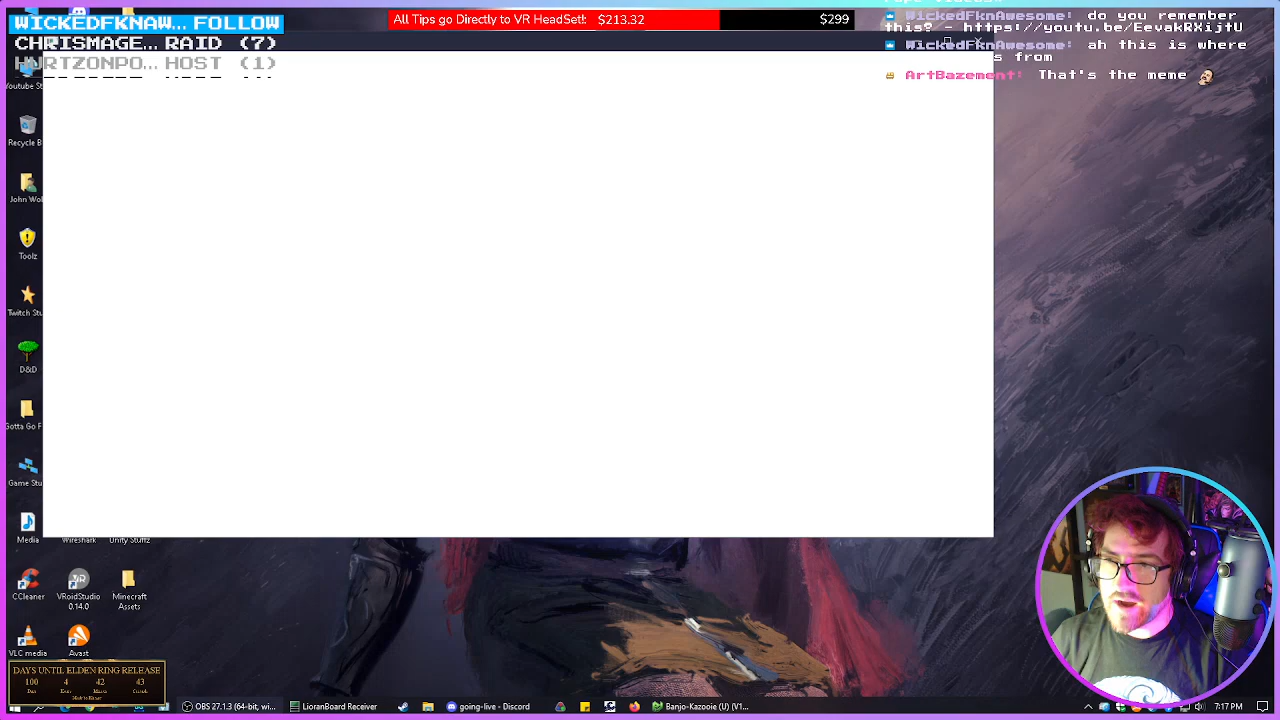 WICKEDFKNAW... FOLLOW
CHRISMAGE... RAID (7)
HURTZONPO... HOST (1)
All Tips go Directly to VR HeadSet! $213.32
$299
WickedFknAwesome: do you remember
this? - https://youtu.be/EevakRXijtU
WickedFknAwesome: ah this is where
s from
ArtBazement: That's the meme
Youtube St
Recycle B
John Wol
Toolz
Twitch Stu
D&D
Gotta Go F
Game Stu
Media
Wireshark
Unity Stuffz
CCleaner
VRoidStudio
0.14.0
Minecraft
Assets
VLC media
Avast
DAYS UNTIL ELDEN RING RELEASE
100 4 42 43
OBS 27.1.3 (64-bit, wi...
LioranBoard Receiver
going-live - Discord
Banjo-Kazooie (U) (V1...
7:17 PM